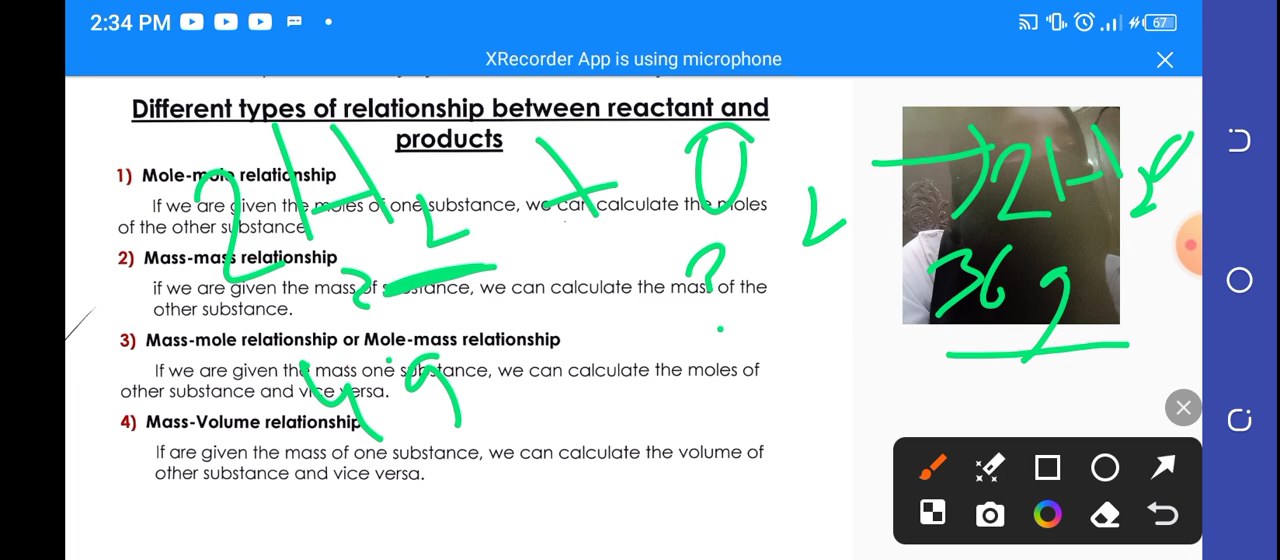 2:34 PM
67
XRecorder App is using microphone
Different types of relationship between reactant and
products
1) Mole-mole relationship
If we are given the moles of one substance, we can calculate the moles
of the other substance
2) Mass-mass relationship
if we are given the mass of substance, we can calculate the mass of the
other substance.
3) Mass-mole relationship or Mole-mass relationship
If we are given the mass one substance, we can calculate the moles of
other substance and vice versa.
4) Mass-Volume relationship
If are given the mass of one substance, we can calculate the volume of
other substance and vice versa.
2H2 + O2 → 2H2O
? 36g
4g